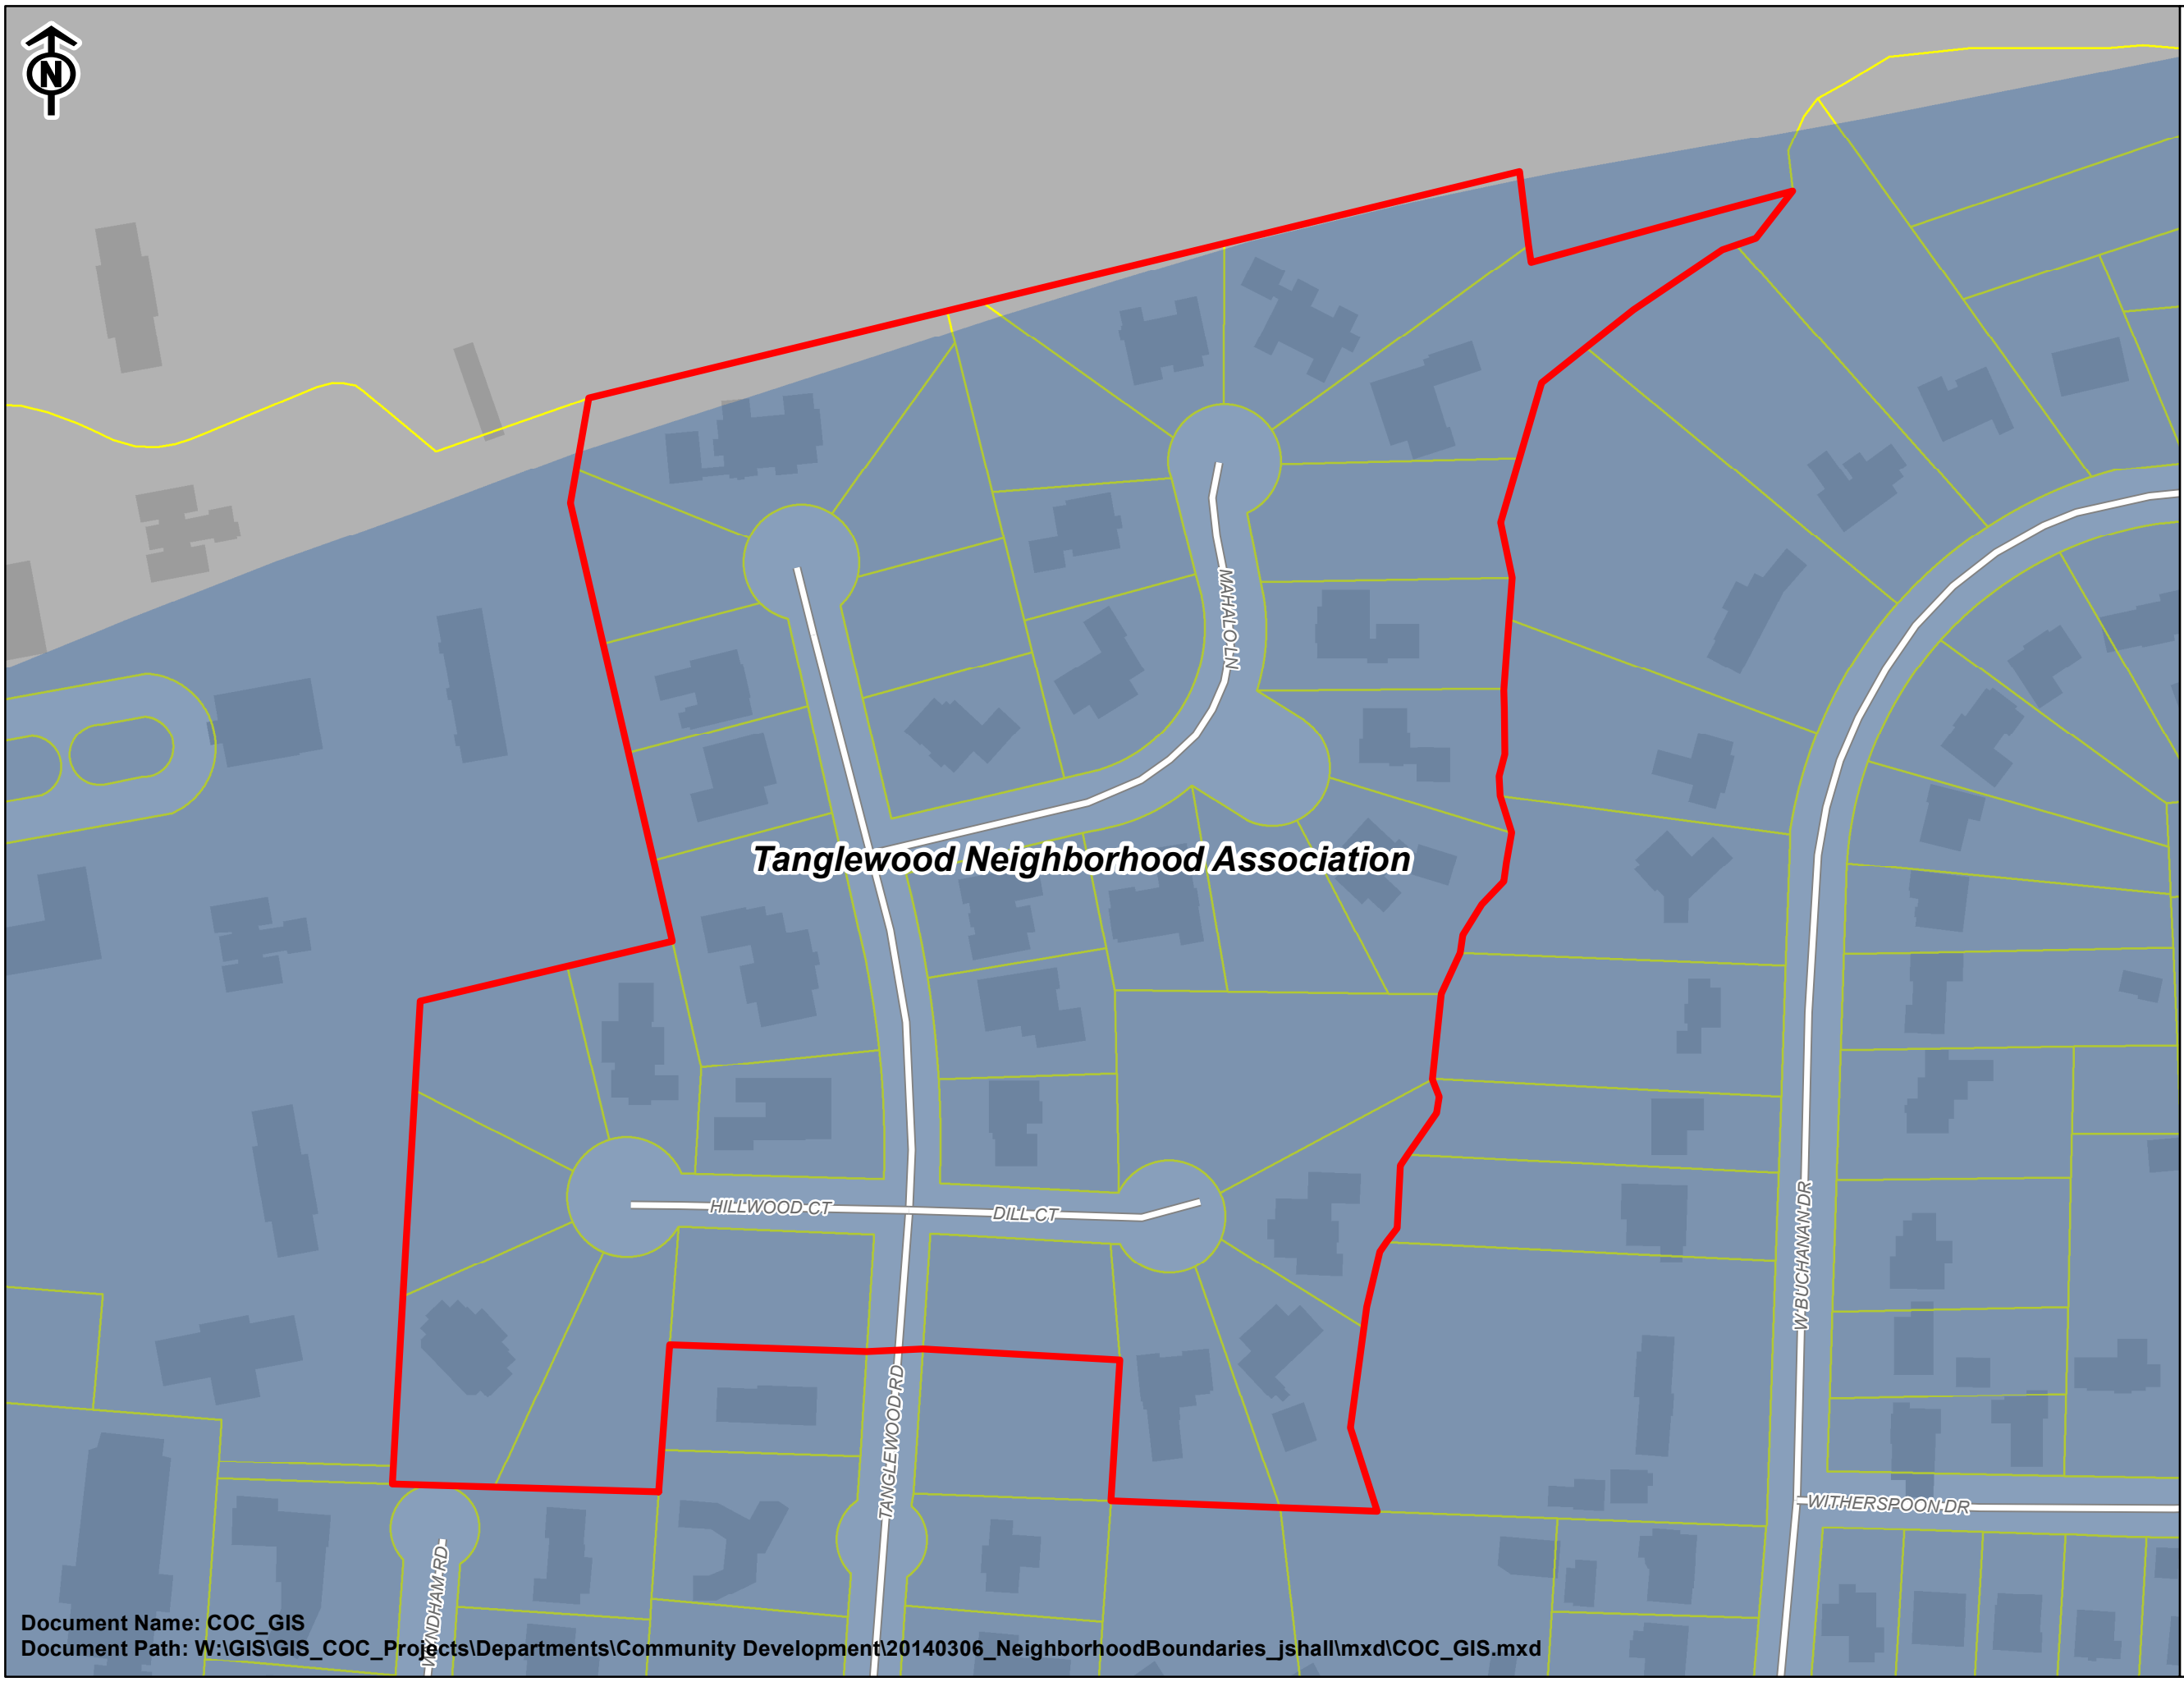 N
MAHALO LN
Tanglewood Neighborhood Association
HILLWOOD CT
DILL CT
W BUCHANAN DR
TANGLEWOOD RD
WITHERSPOON DR
WYNDHAM RD
Document Name: COC_GIS
Document Path: W:\GIS\GIS_COC_Projects\Departments\Community Development\20140306_NeighborhoodBoundaries_jshall\mxd\COC_GIS.mxd